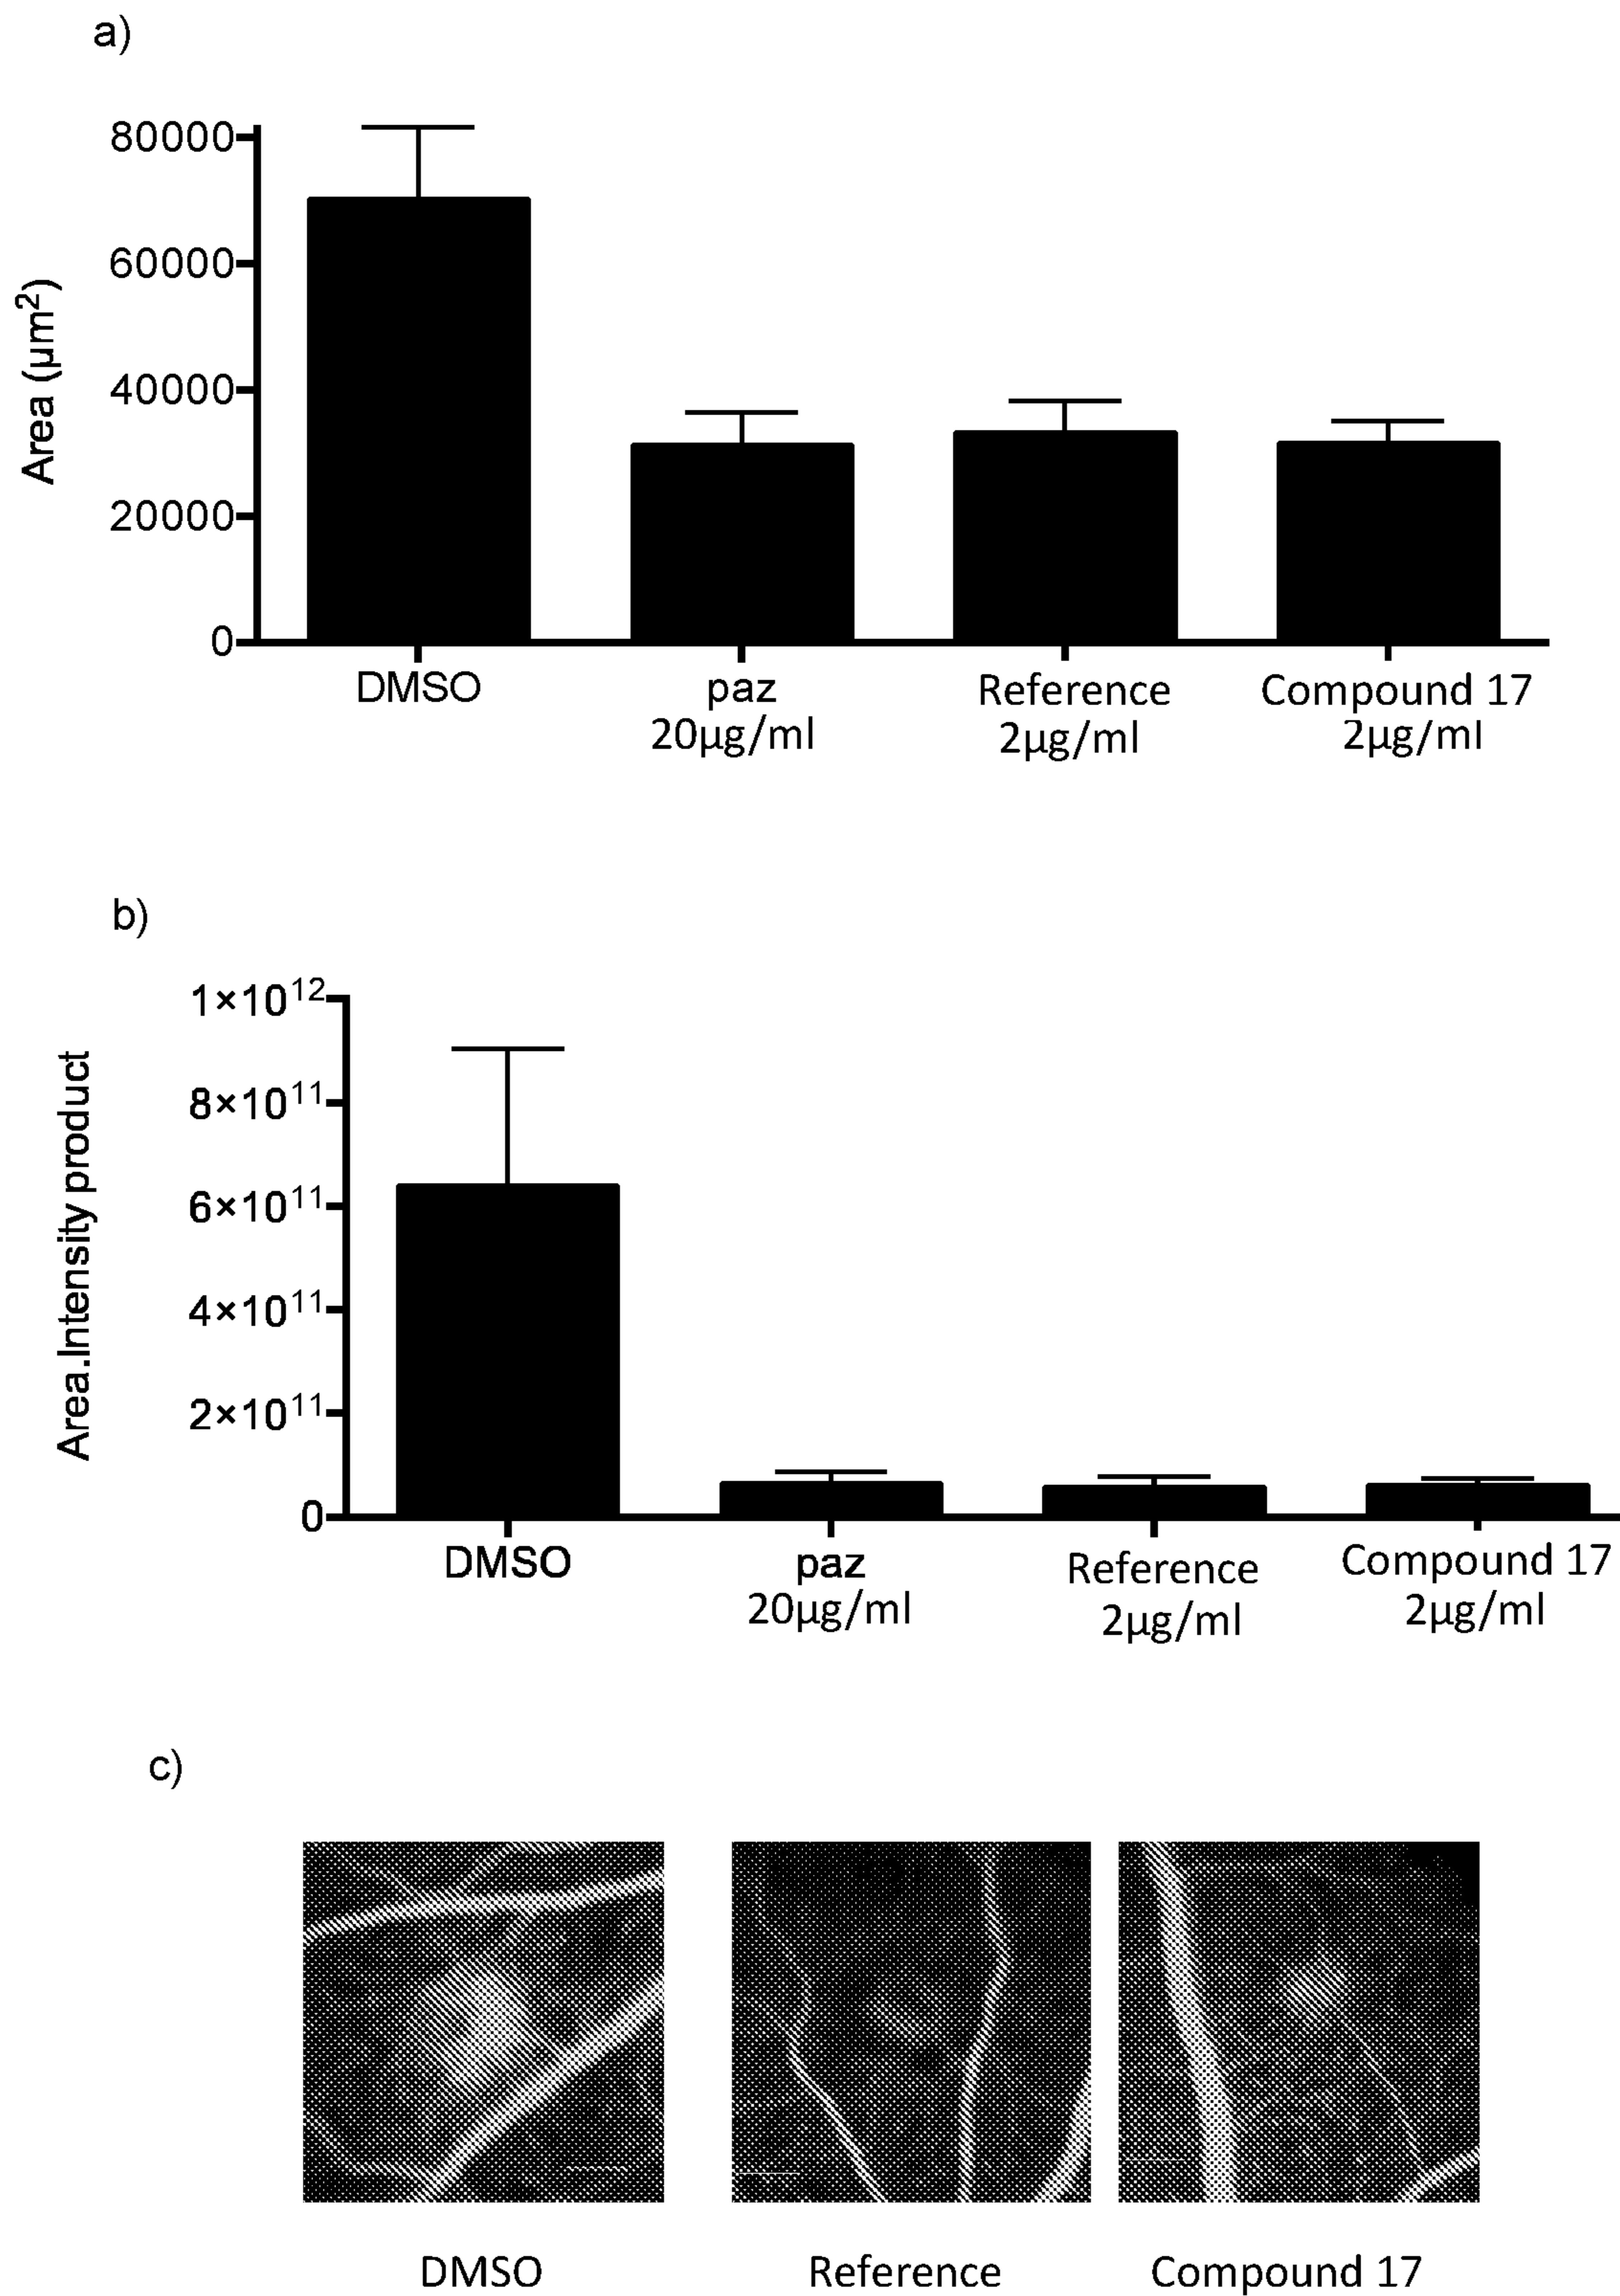 a)
Area (µm²)
80000
60000
40000
20000
0
DMSO
paz
20µg/ml
Reference
2µg/ml
Compound 17
2µg/ml
b)
Area.Intensity product
1×10¹²
8×10¹¹
6×10¹¹
4×10¹¹
2×10¹¹
0
DMSO
paz
20µg/ml
Reference
2µg/ml
Compound 17
2µg/ml
c)
DMSO
Reference
Compound 17